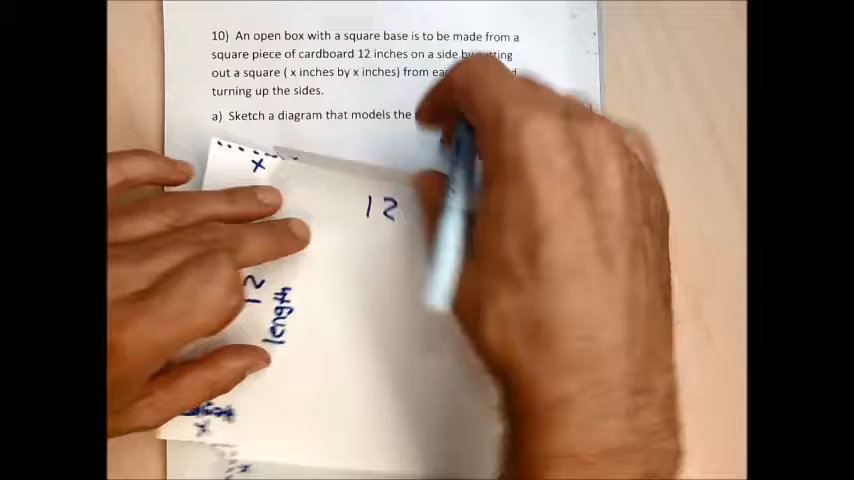 10) An open box with a square base is to be made from a
square piece of cardboard 12 inches on a side by cutting
out a square ( x inches by x inches) from
turning up the sides.
a) Sketch a diagram that models the
x
12
12
length
x
x